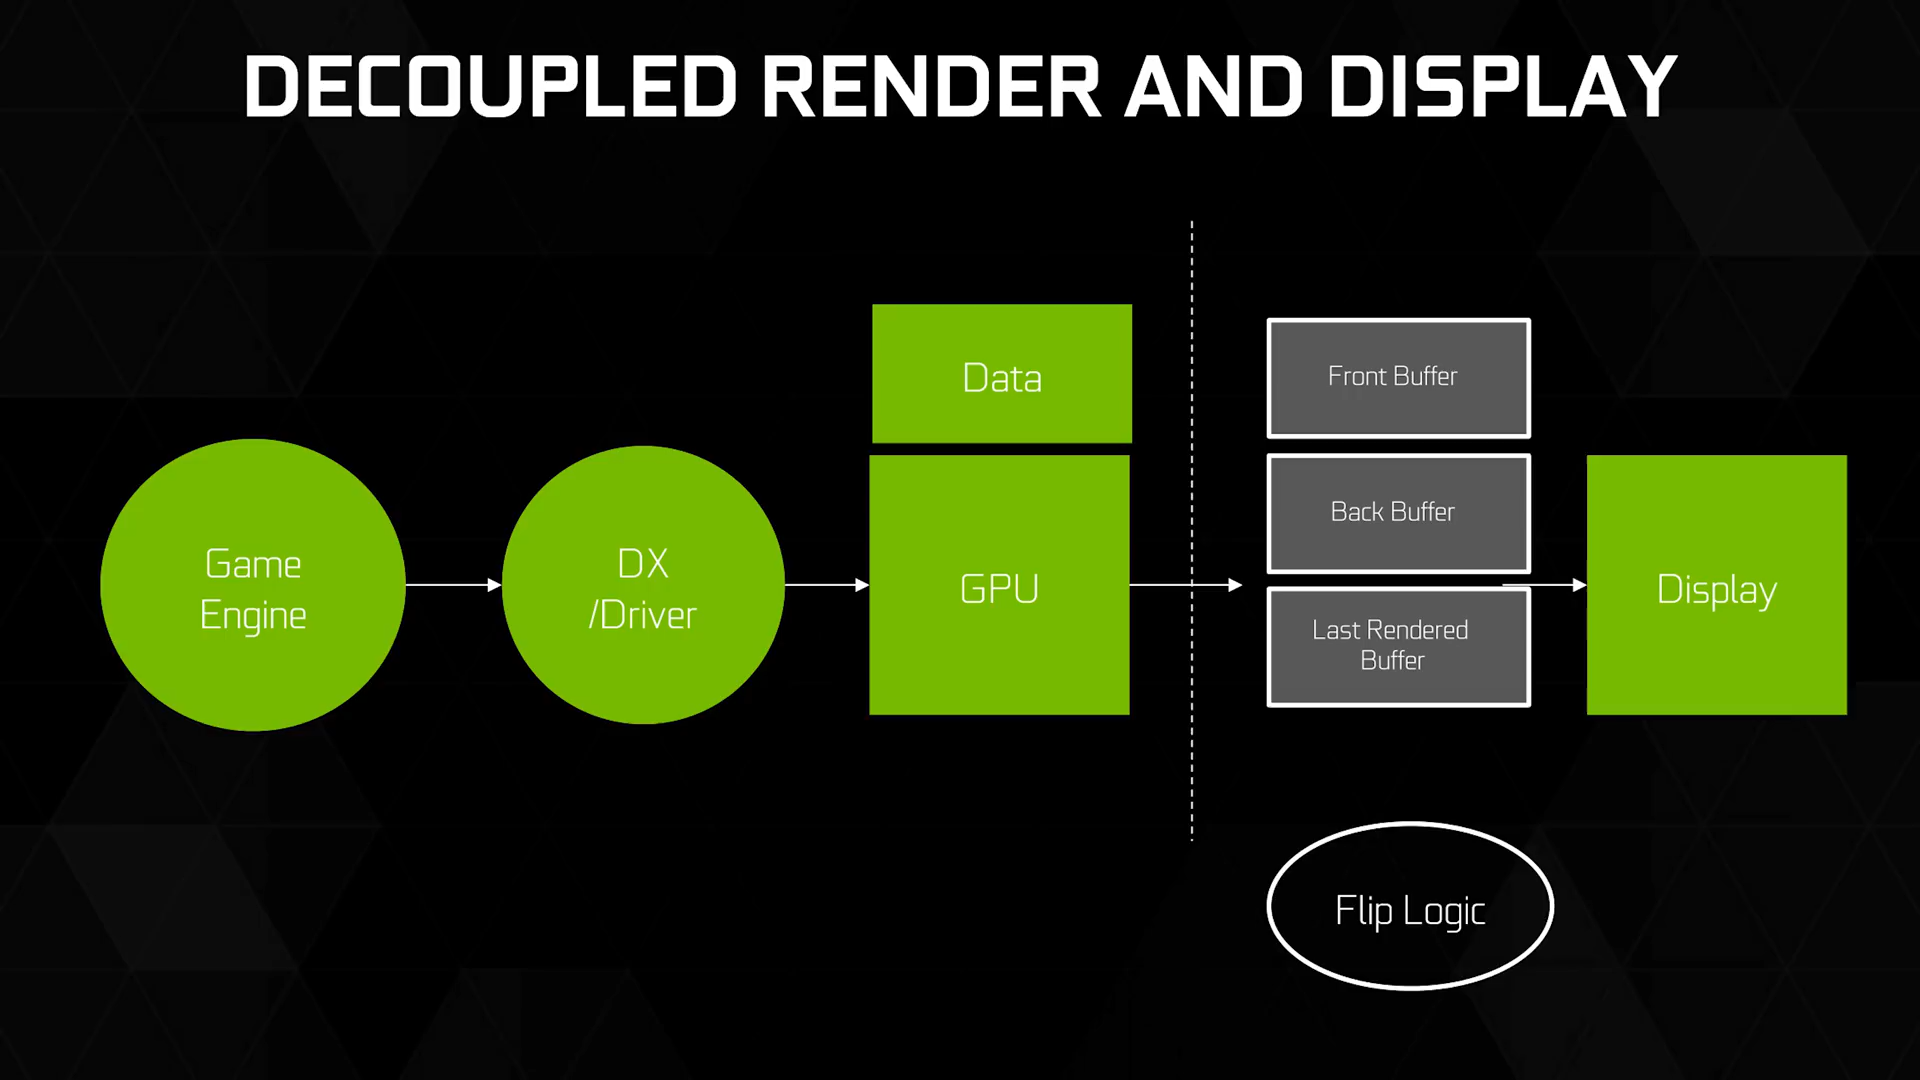 DECOUPLED RENDER AND DISPLAY
Game
Engine
DX
/Driver
Data
GPU
Front Buffer
Back Buffer
Last Rendered
Buffer
Display
Flip Logic